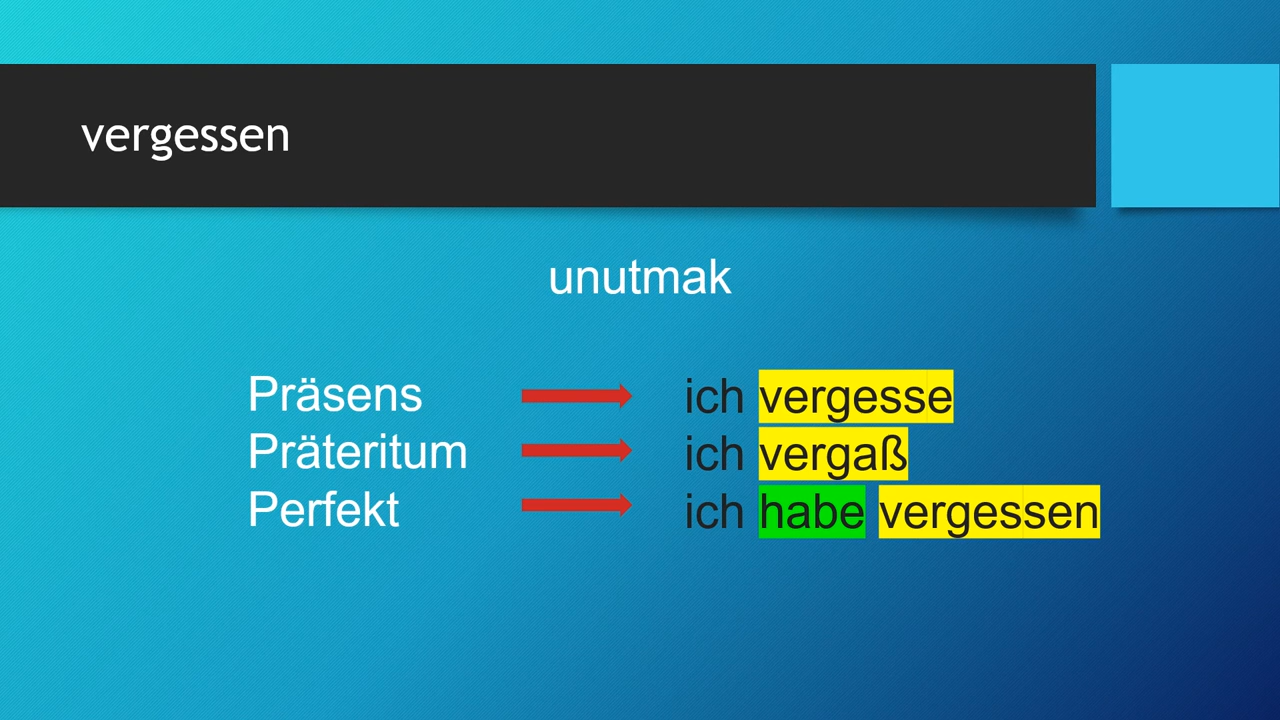 vergessen
unutmak
Präsens ich vergesse
Präteritum ich vergaß
Perfekt ich habe vergessen